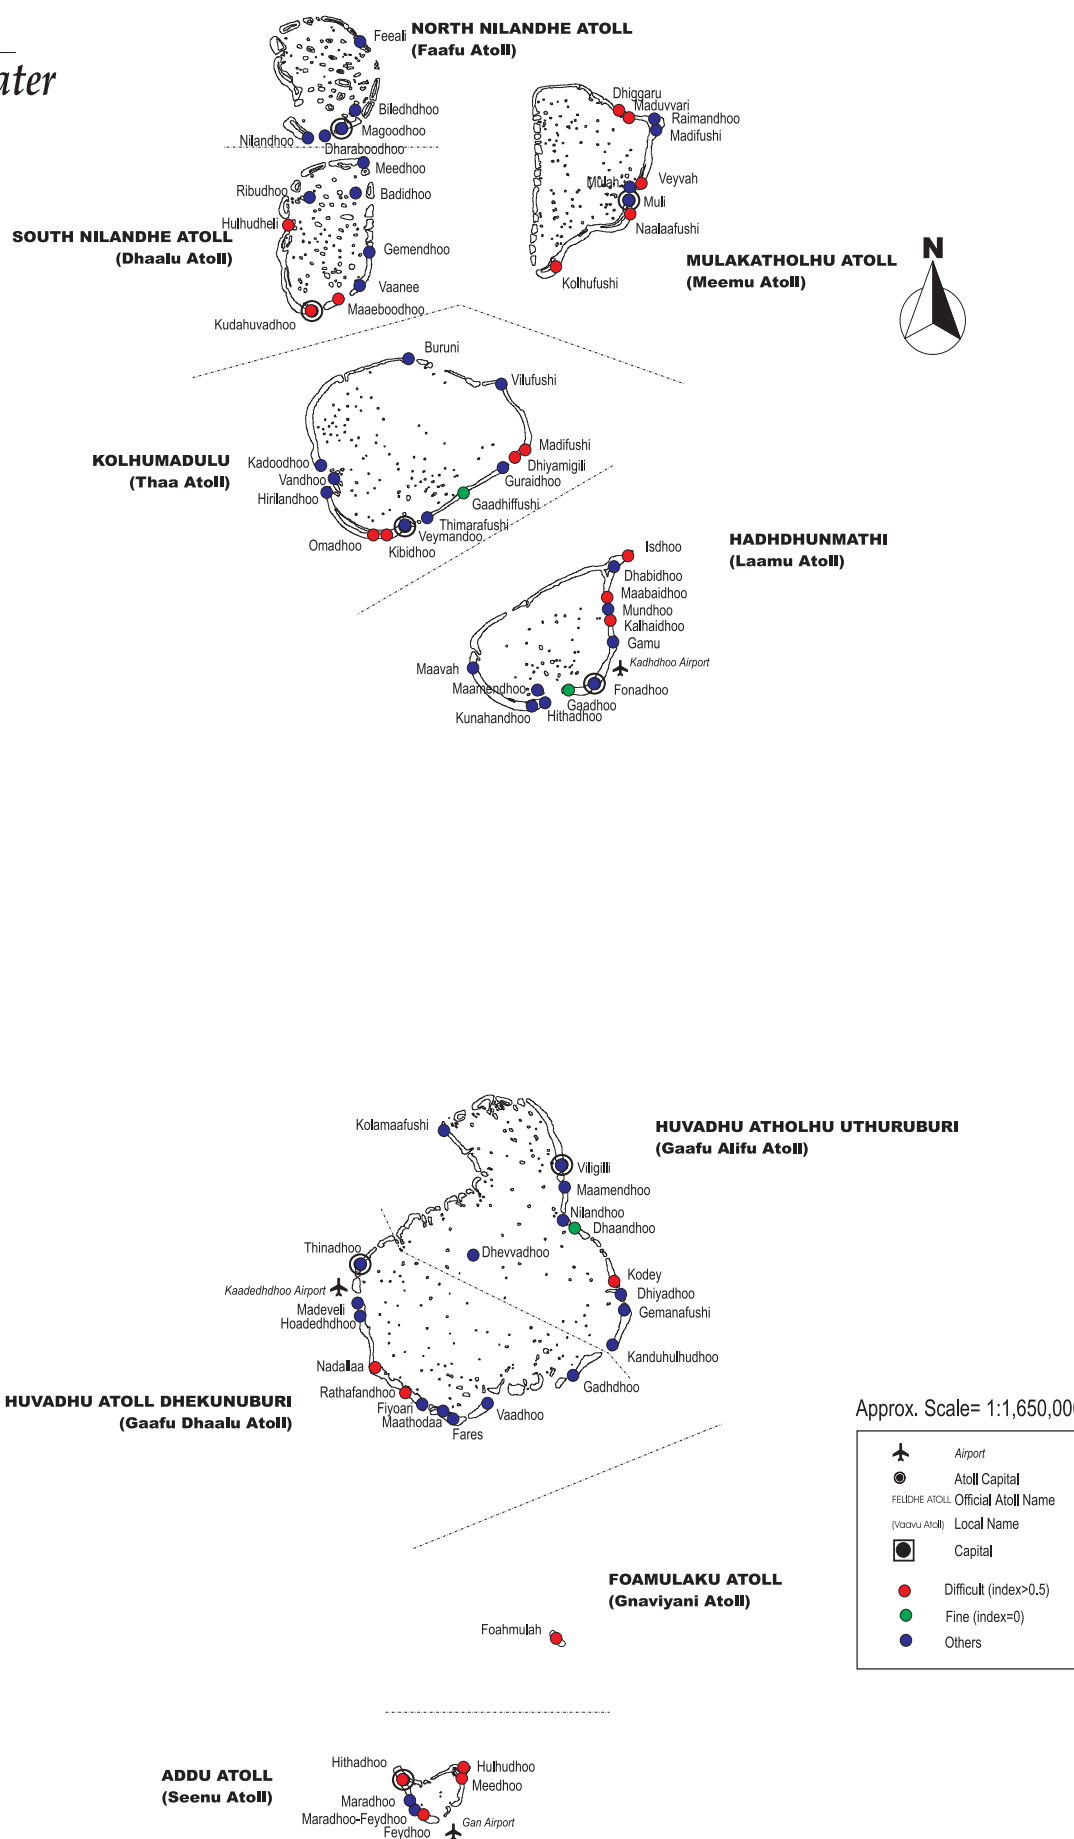 ater
NORTH NILANDHE ATOLL
(Faafu Atoll)
Feeali
Biledhdhoo
Magoodhoo
Nilandhoo
Dharaboodhoo
Meedhoo
Ribudhoo
Badidhoo
Hulhudheli
SOUTH NILANDHE ATOLL
(Dhaalu Atoll)
Gemendhoo
Vaanee
Maaeboodhoo
Kudahuvadhoo
Dhiggaru
Maduvvari
Raimandhoo
Madifushi
Mulah
Veyvah
Muli
Naalaafushi
Kolhufushi
MULAKATHOLHU ATOLL
(Meemu Atoll)
N
Buruni
Vilufushi
KOLHUMADULU
(Thaa Atoll)
Madifushi
Dhiyamigili
Guraidhoo
Kadoodhoo
Vandhoo
Hirilandhoo
Gaadhiffushi
Thimarafushi
Veymandoo
Omadhoo
Kibidhoo
HADHDHUNMATHI
(Laamu Atoll)
Isdhoo
Dhabidhoo
Maabaidhoo
Mundhoo
Kalhaidhoo
Gamu
Kadhdhoo Airport
Maavah
Maamendhoo
Fonadhoo
Gaadhoo
Kunahandhoo
Hithadhoo
Kolamaafushi
HUVADHU ATHOLHU UTHURUBURI
(Gaafu Alifu Atoll)
Viligilli
Maamendhoo
Nilandhoo
Dhaandhoo
Thinadhoo
Dhevvadhoo
Kaadedhdhoo Airport
Kodey
Dhiyadhoo
Gemanafushi
Madeveli
Hoadedhdhoo
Kanduhulhudhoo
Nadallaa
Gadhdhoo
Rathafandhoo
HUVADHU ATOLL DHEKUNUBURI
(Gaafu Dhaalu Atoll)
Fiyoari
Maathodaa
Fares
Vaadhoo
Approx. Scale= 1:1,650,000
Airport
Atoll Capital
FELIDHE ATOLL Official Atoll Name
(Vaavu Atoll) Local Name
Capital
Difficult (index>0.5)
Fine (index=0)
Others
FOAMULAKU ATOLL
(Gnaviyani Atoll)
Foahmulah
ADDU ATOLL
(Seenu Atoll)
Hithadhoo
Hulhudhoo
Meedhoo
Maradhoo
Maradhoo-Feydhoo
Feydhoo
Gan Airport